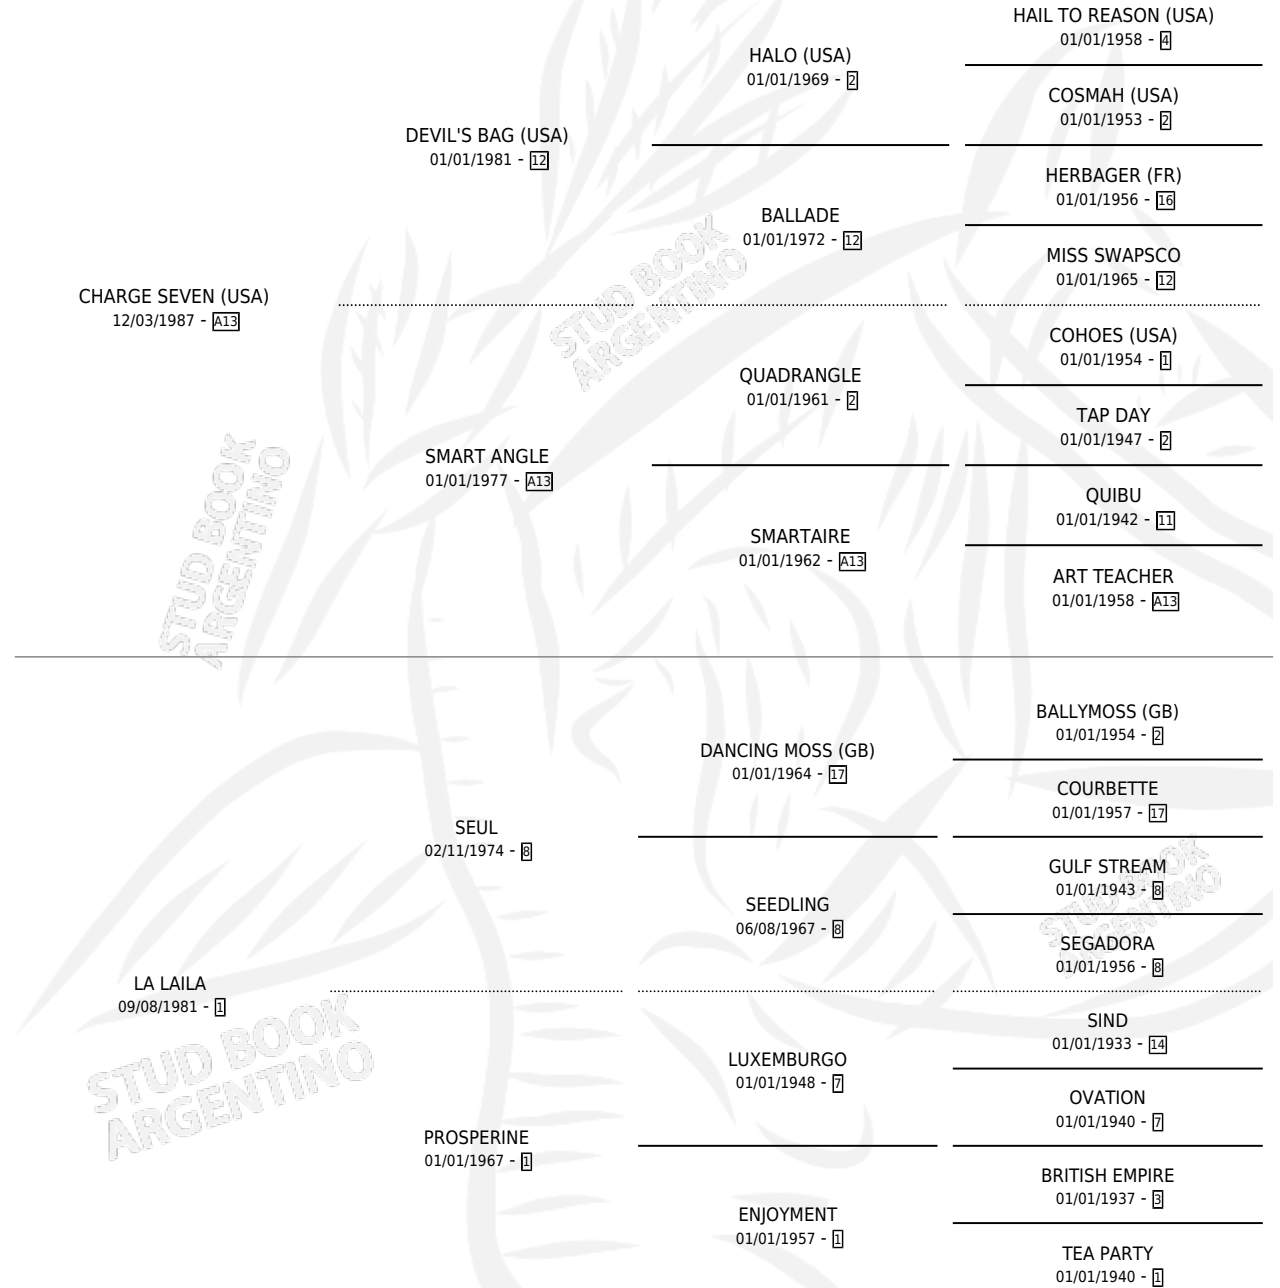 HAIL TO REASON (USA)
01/01/1958 - 4
HALO (USA)
01/01/1969 - 2
COSMAH (USA)
01/01/1953 - 2
DEVIL'S BAG (USA)
01/01/1981 - 12
HERBAGER (FR)
01/01/1956 - 16
BALLADE
01/01/1972 - 12
MISS SWAPSCO
01/01/1965 - 12
CHARGE SEVEN (USA)
12/03/1987 - A13
COHOES (USA)
01/01/1954 - 1
QUADRANGLE
01/01/1961 - 2
TAP DAY
01/01/1947 - 2
SMART ANGLE
01/01/1977 - A13
QUIBU
01/01/1942 - 11
SMARTAIRE
01/01/1962 - A13
ART TEACHER
01/01/1958 - A13
BALLYMOSS (GB)
01/01/1954 - 2
DANCING MOSS (GB)
01/01/1964 - 17
COURBETTE
01/01/1957 - 17
SEUL
02/11/1974 - 8
GULF STREAM
01/01/1943 - 8
SEEDLING
06/08/1967 - 8
SEGADORA
01/01/1956 - 8
LA LAILA
09/08/1981 - 1
SIND
01/01/1933 - 14
LUXEMBURGO
01/01/1948 - 7
OVATION
01/01/1940 - 7
PROSPERINE
01/01/1967 - 1
BRITISH EMPIRE
01/01/1937 - 3
ENJOYMENT
01/01/1957 - 1
TEA PARTY
01/01/1940 - 1
STUD BOOK
ARGENTINO
STUD BOOK
ARGENTINO
STUD BOOK
ARGENTINO
STUD BOOK
ARGENTINO